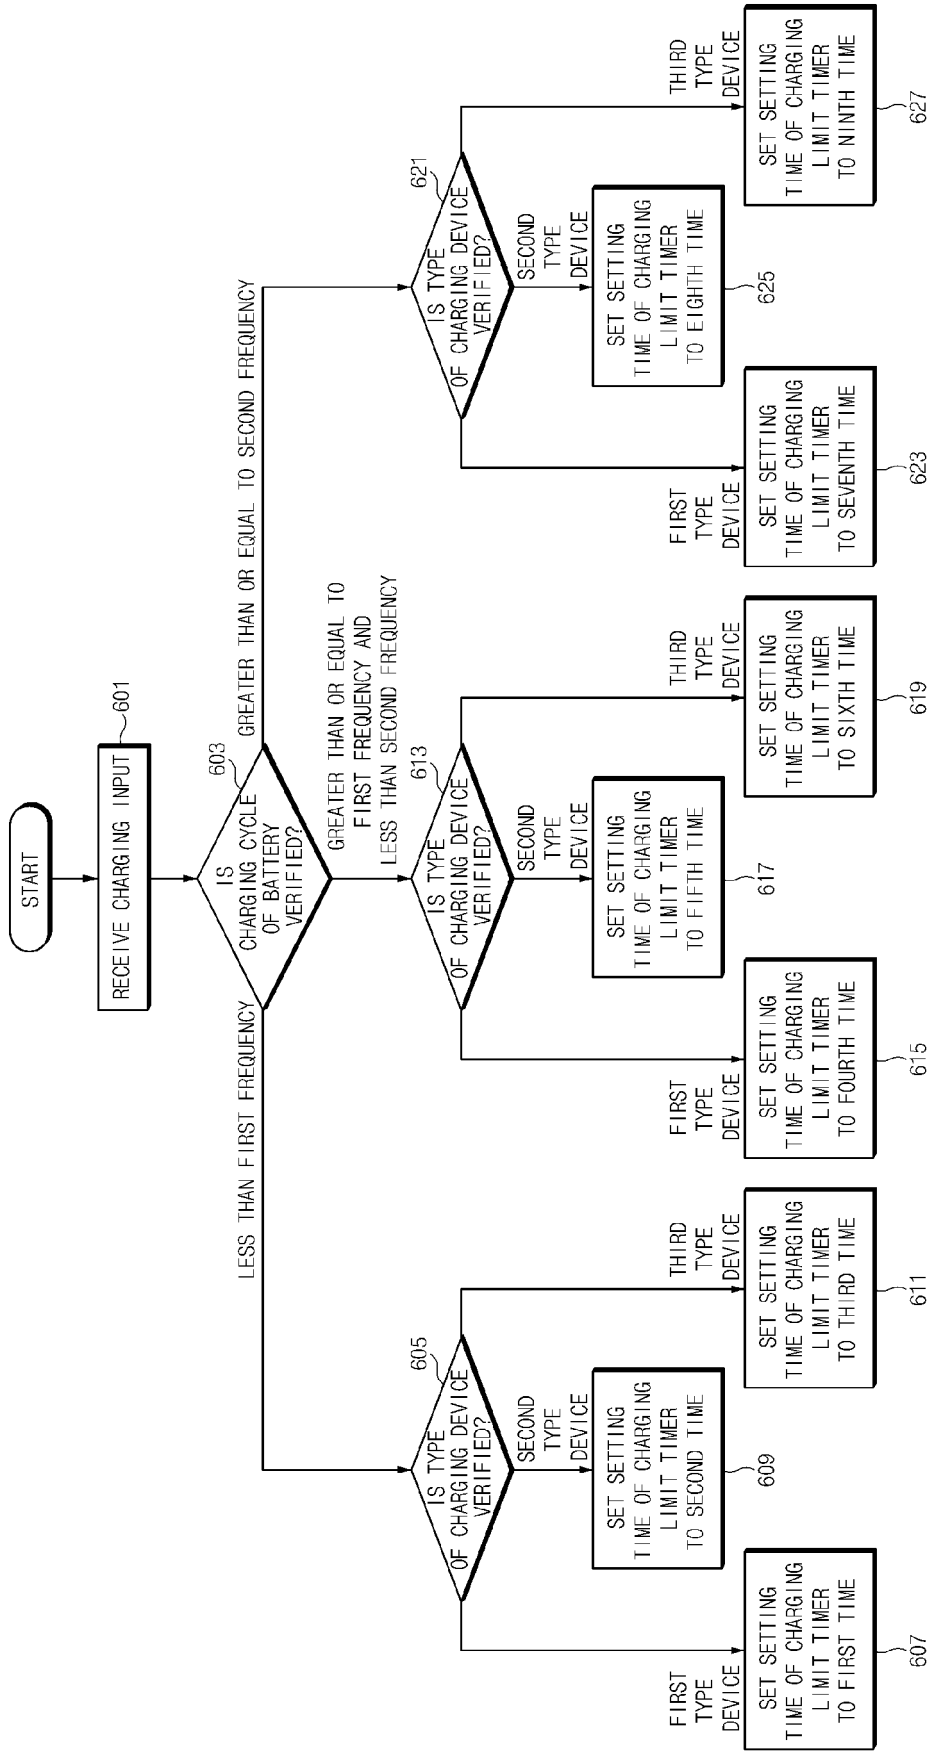 START
RECEIVE CHARGING INPUT
601
IS
CHARGING CYCLE
OF BATTERY
VERIFIED?
603
LESS THAN FIRST FREQUENCY
GREATER THAN OR EQUAL TO
FIRST FREQUENCY AND
LESS THAN SECOND FREQUENCY
GREATER THAN OR EQUAL TO SECOND FREQUENCY
IS TYPE
OF CHARGING DEVICE
VERIFIED?
605
FIRST
TYPE
DEVICE
SECOND
TYPE
DEVICE
THIRD
TYPE
DEVICE
SET SETTING
TIME OF CHARGING
LIMIT TIMER
TO FIRST TIME
607
SET SETTING
TIME OF CHARGING
LIMIT TIMER
TO SECOND TIME
609
SET SETTING
TIME OF CHARGING
LIMIT TIMER
TO THIRD TIME
611
IS TYPE
OF CHARGING DEVICE
VERIFIED?
613
FIRST
TYPE
DEVICE
SECOND
TYPE
DEVICE
THIRD
TYPE
DEVICE
SET SETTING
TIME OF CHARGING
LIMIT TIMER
TO FOURTH TIME
615
SET SETTING
TIME OF CHARGING
LIMIT TIMER
TO FIFTH TIME
617
SET SETTING
TIME OF CHARGING
LIMIT TIMER
TO SIXTH TIME
619
IS TYPE
OF CHARGING DEVICE
VERIFIED?
621
FIRST
TYPE
DEVICE
SECOND
TYPE
DEVICE
THIRD
TYPE
DEVICE
SET SETTING
TIME OF CHARGING
LIMIT TIMER
TO SEVENTH TIME
623
SET SETTING
TIME OF CHARGING
LIMIT TIMER
TO EIGHTH TIME
625
SET SETTING
TIME OF CHARGING
LIMIT TIMER
TO NINTH TIME
627